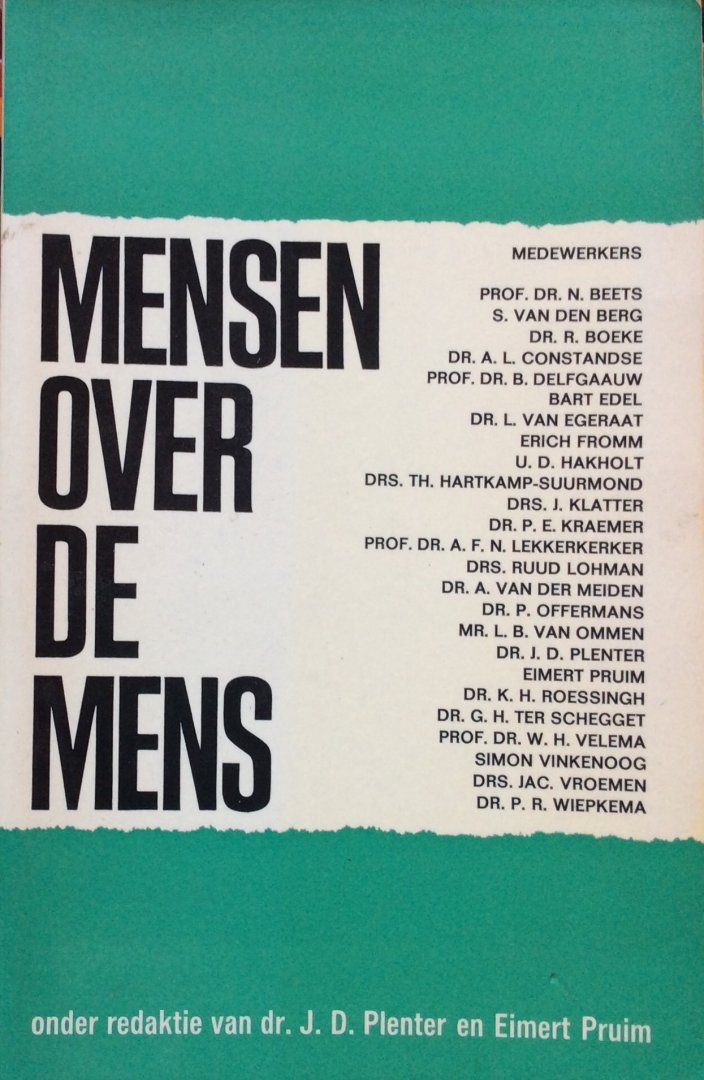 MENSEN
OVER
DE
MENS
MEDEWERKERS
PROF. DR. N. BEETS
S. VAN DEN BERG
DR. R. BOEKE
DR. A. L. CONSTANDSE
PROF. DR. B. DELFGAAUW
BART EDEL
DR. L. VAN EGERAAT
ERICH FROMM
U. D. HAKHOLT
DRS. TH. HARTKAMP-SUURMOND
DRS. J. KLATTER
DR. P. E. KRAEMER
PROF. DR. A. F. N. LEKKERKERKER
DRS. RUUD LOHMAN
DR. A. VAN DER MEIDEN
DR. P. OFFERMANS
MR. L. B. VAN OMMEN
DR. J. D. PLENTER
EIMERT PRUIM
DR. K. H. ROESSINGH
DR. G. H. TER SCHEGGET
PROF. DR. W. H. VELEMA
SIMON VINKENOOG
DRS. JAC. VROEMEN
DR. P. R. WIEPKEMA
onder redaktie van dr. J. D. Plenter en Eimert Pruim